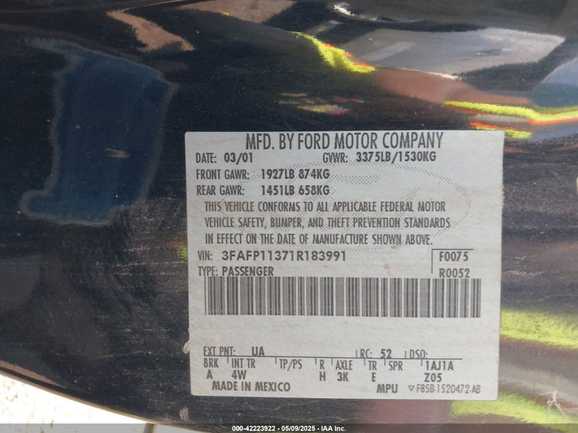 MFD. BY FORD MOTOR COMPANY
DATE: 03/01 GVWR: 3375LB/1530KG
FRONT GAWR: 1927LB 874KG
REAR GAWR: 1451LB 658KG
THIS VEHICLE CONFORMS TO ALL APPLICABLE FEDERAL MOTOR
VEHICLE SAFETY, BUMPER, AND THEFT PREVENTION STANDARDS
IN EFFECT ON THE DATE OF MANUFACTURE SHOWN ABOVE.
VIN: 3FAFP11371R183991 F0075
TYPE: PASSENGER R0052
EXT PNT: UA RC: 52 DSO:
BRK INT TR TP/PS R AXLE TR SPR 1AJ1A
A 4W H 3K E Z05
MADE IN MEXICO MPU F85B-1520472-AB
000-42223922 - 05/09/2025 - IAA Inc.